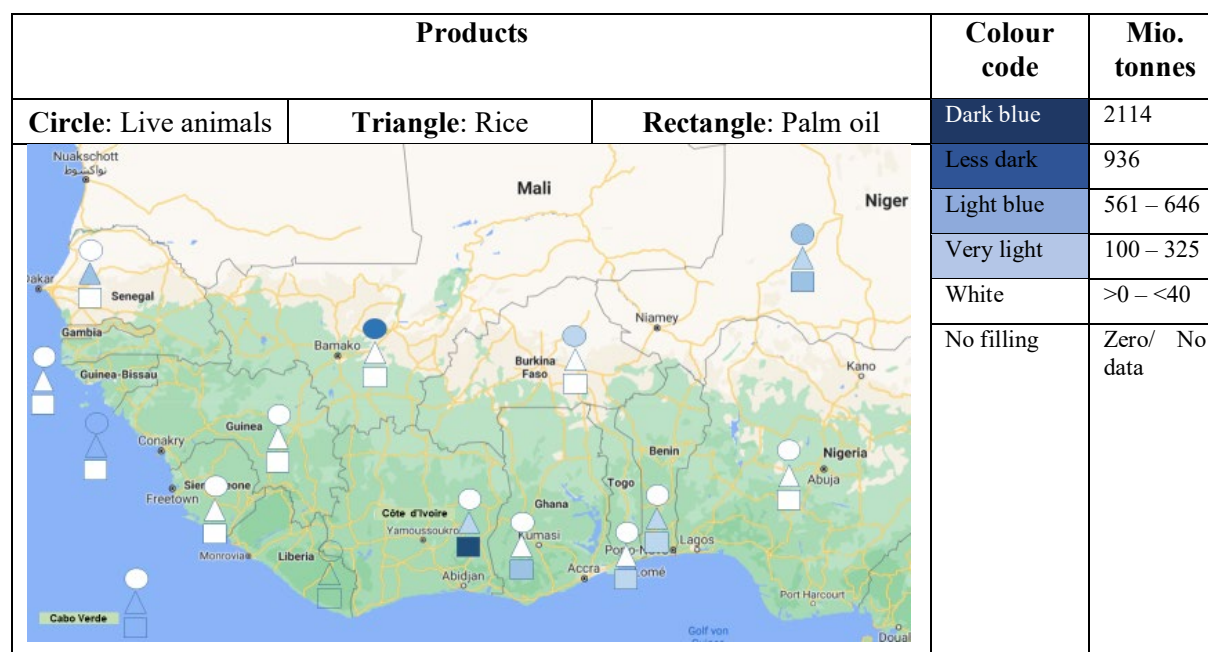 Products
Colour code
Mio. tonnes
Circle: Live animals
Triangle: Rice
Rectangle: Palm oil
Dark blue
2114
Less dark
936
Light blue
561 – 646
Very light
100 – 325
White
>0 – <40
No filling
Zero/ No data
Nuakschott
نواكشوط
Mali
Niger
Dakar
Senegal
Gambia
Bamako
Niamey
Burkina
Faso
Kano
Guinea-Bissau
Guinea
Conakry
Benin
Nigeria
Abuja
Freetown
Togo
Ghana
Côte d'Ivoire
Yamoussoukro
Kumasi
Lagos
Monrovia
Liberia
Abidjan
Accra
Lomé
Port Harcourt
Cabo Verde
Golf von